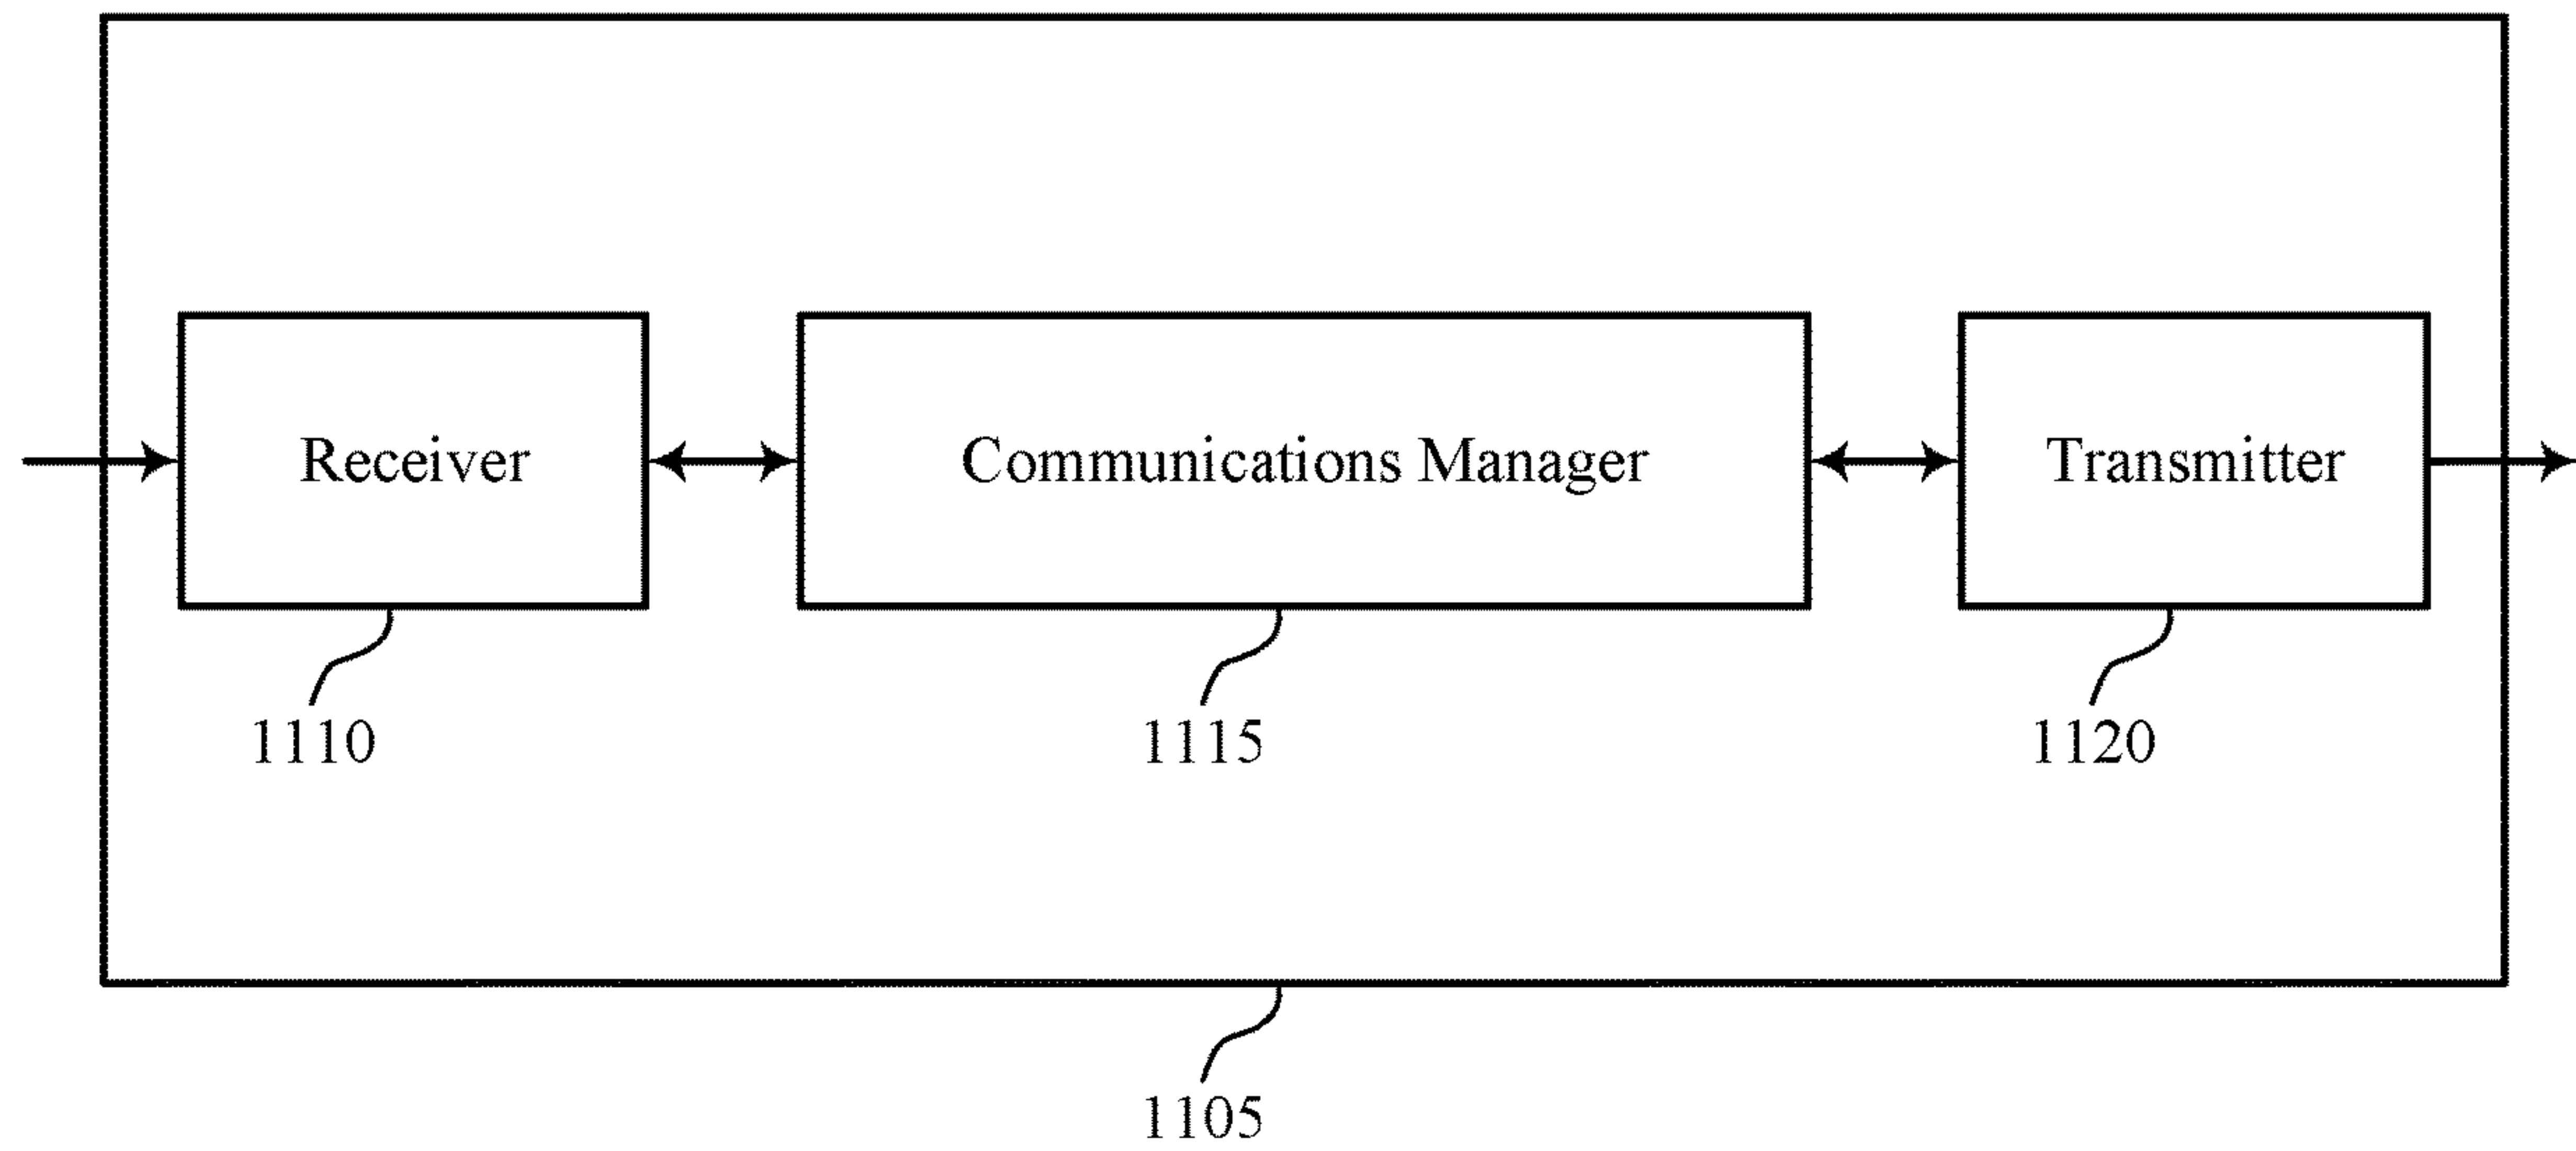 Receiver
Communications Manager
Transmitter
1110
1115
1120
1105